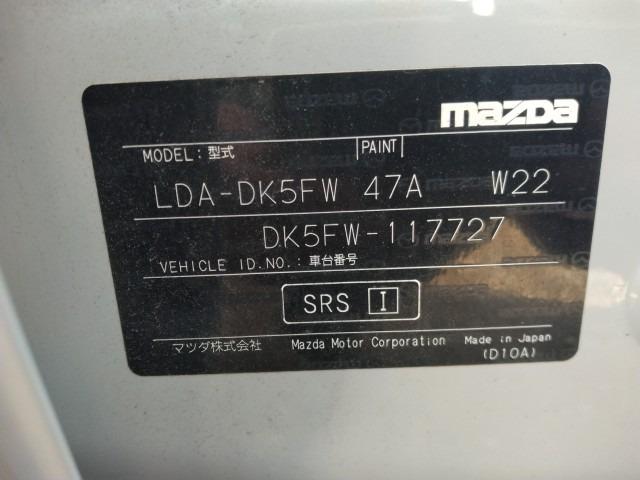 mazda
MODEL: 型式 PAINT
LDA-DK5FW 47A W22
DK5FW-117727
VEHICLE ID.NO.: 車台番号
SRS I
マツダ株式会社 Mazda Motor Corporation Made in Japan
(D10A)